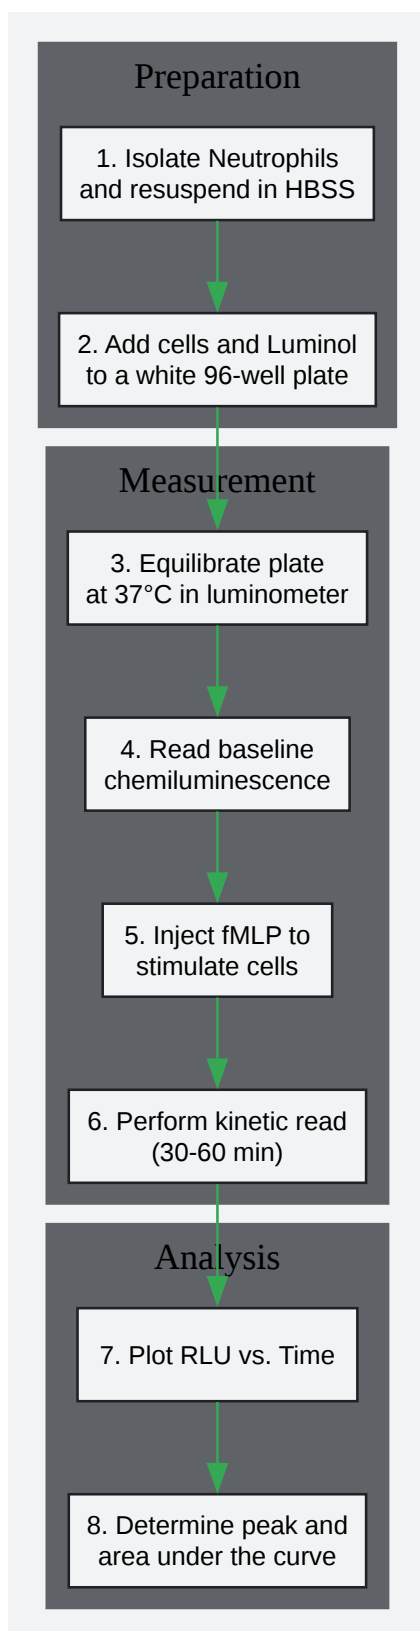 Preparation
1. Isolate Neutrophils
and resuspend in HBSS
2. Add cells and Luminol
to a white 96-well plate
Measurement
3. Equilibrate plate
at 37°C in luminometer
4. Read baseline
chemiluminescence
5. Inject fMLP to
stimulate cells
6. Perform kinetic read
(30-60 min)
Analysis
7. Plot RLU vs. Time
8. Determine peak and
area under the curve